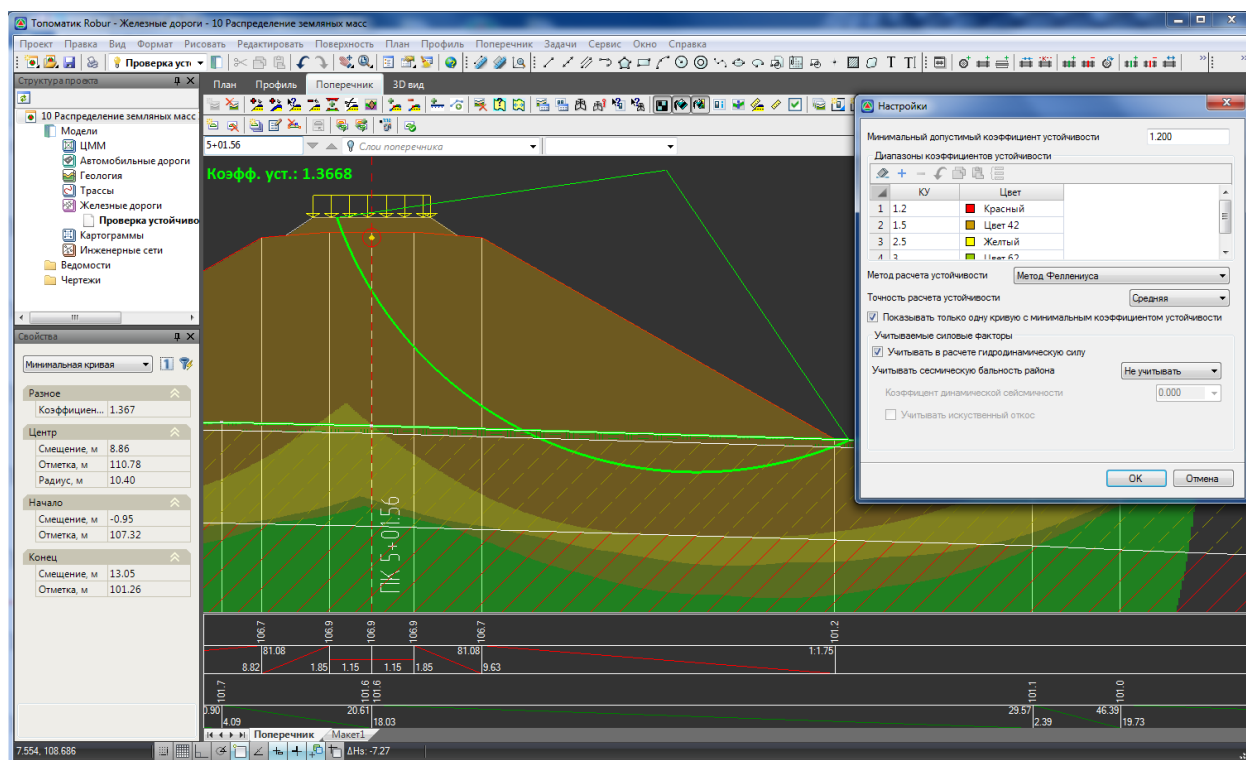 Топоматик Robur - Железные дороги - 10 Распределение земляных масс
Проект Правка Вид Формат Рисовать Редактировать Поверхность План Профиль Поперечник Задачи Сервис Окно Справка
Проверка уст
Структура проекта
План Профиль Поперечник 3D вид
10 Распределение земляных масс
Модели
ЦММ
Автомобильные дороги
Геология
Трассы
Железные дороги
Проверка устойчиво
Картограммы
Инженерные сети
Ведомости
Чертежи
5+01.56 Слои поперечника
Коэфф. уст.: 1.3668
Свойства
Минимальная кривая 1
Разное
Коэффициен... 1.367
Центр
Смещение, м 8.86
Отметка, м 110.78
Радиус, м 10.40
Начало
Смещение, м -0.95
Отметка, м 107.32
Конец
Смещение, м 13.05
Отметка, м 101.26
Настройки
Минимальный допустимый коэффициент устойчивости 1.200
Диапазоны коэффициентов устойчивости
КУ Цвет
1 1.2 Красный
2 1.5 Цвет 42
3 2.5 Желтый
4 3 Цвет 62
Метод расчета устойчивости Метод Феллениуса
Точность расчета устойчивости Средняя
Показывать только одну кривую с минимальным коэффициентом устойчивости
Учитываемые силовые факторы
Учитывать в расчете гидродинамическую силу
Учитывать сесмическую бальность района Не учитывать
Коэффицент динамической сейсмичности 0.000
Учитывать искуственный откос
OK Отмена
ПК 5+01.56
106.7 106.9 106.9 106.9 106.7 101.2
81.08 81.08 1:1.75
8.82 1.85 1.15 1.15 1.85 9.63
101.7 101.6 101.6 101.1 101.0
0.90 20.61 29.57 46.39
4.09 18.03 2.39 19.73
Поперечник Макет1
7.554, 108.686 ΔHз: -7.27